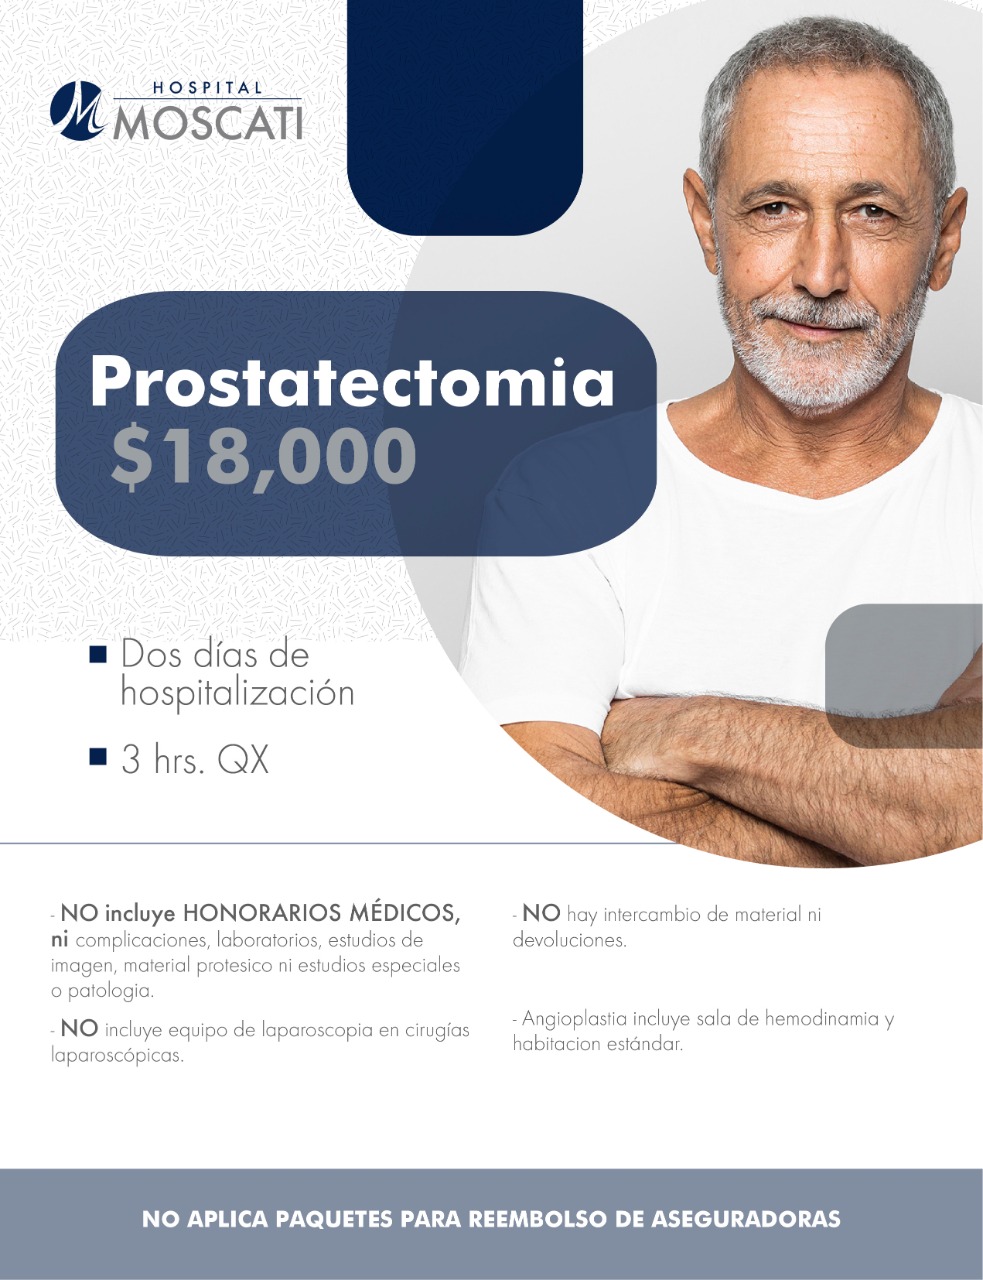 HOSPITAL
MOSCATI
Prostatectomia
$18,000
Dos días de
hospitalización
3 hrs. QX
- NO incluye HONORARIOS MÉDICOS,
ni complicaciones, laboratorios, estudios de
imagen, material protesico ni estudios especiales
o patologia.
- NO incluye equipo de laparoscopia en cirugías
laparoscópicas.
- NO hay intercambio de material ni
devoluciones.
- Angioplastia incluye sala de hemodinamia y
habitacion estándar.
NO APLICA PAQUETES PARA REEMBOLSO DE ASEGURADORAS